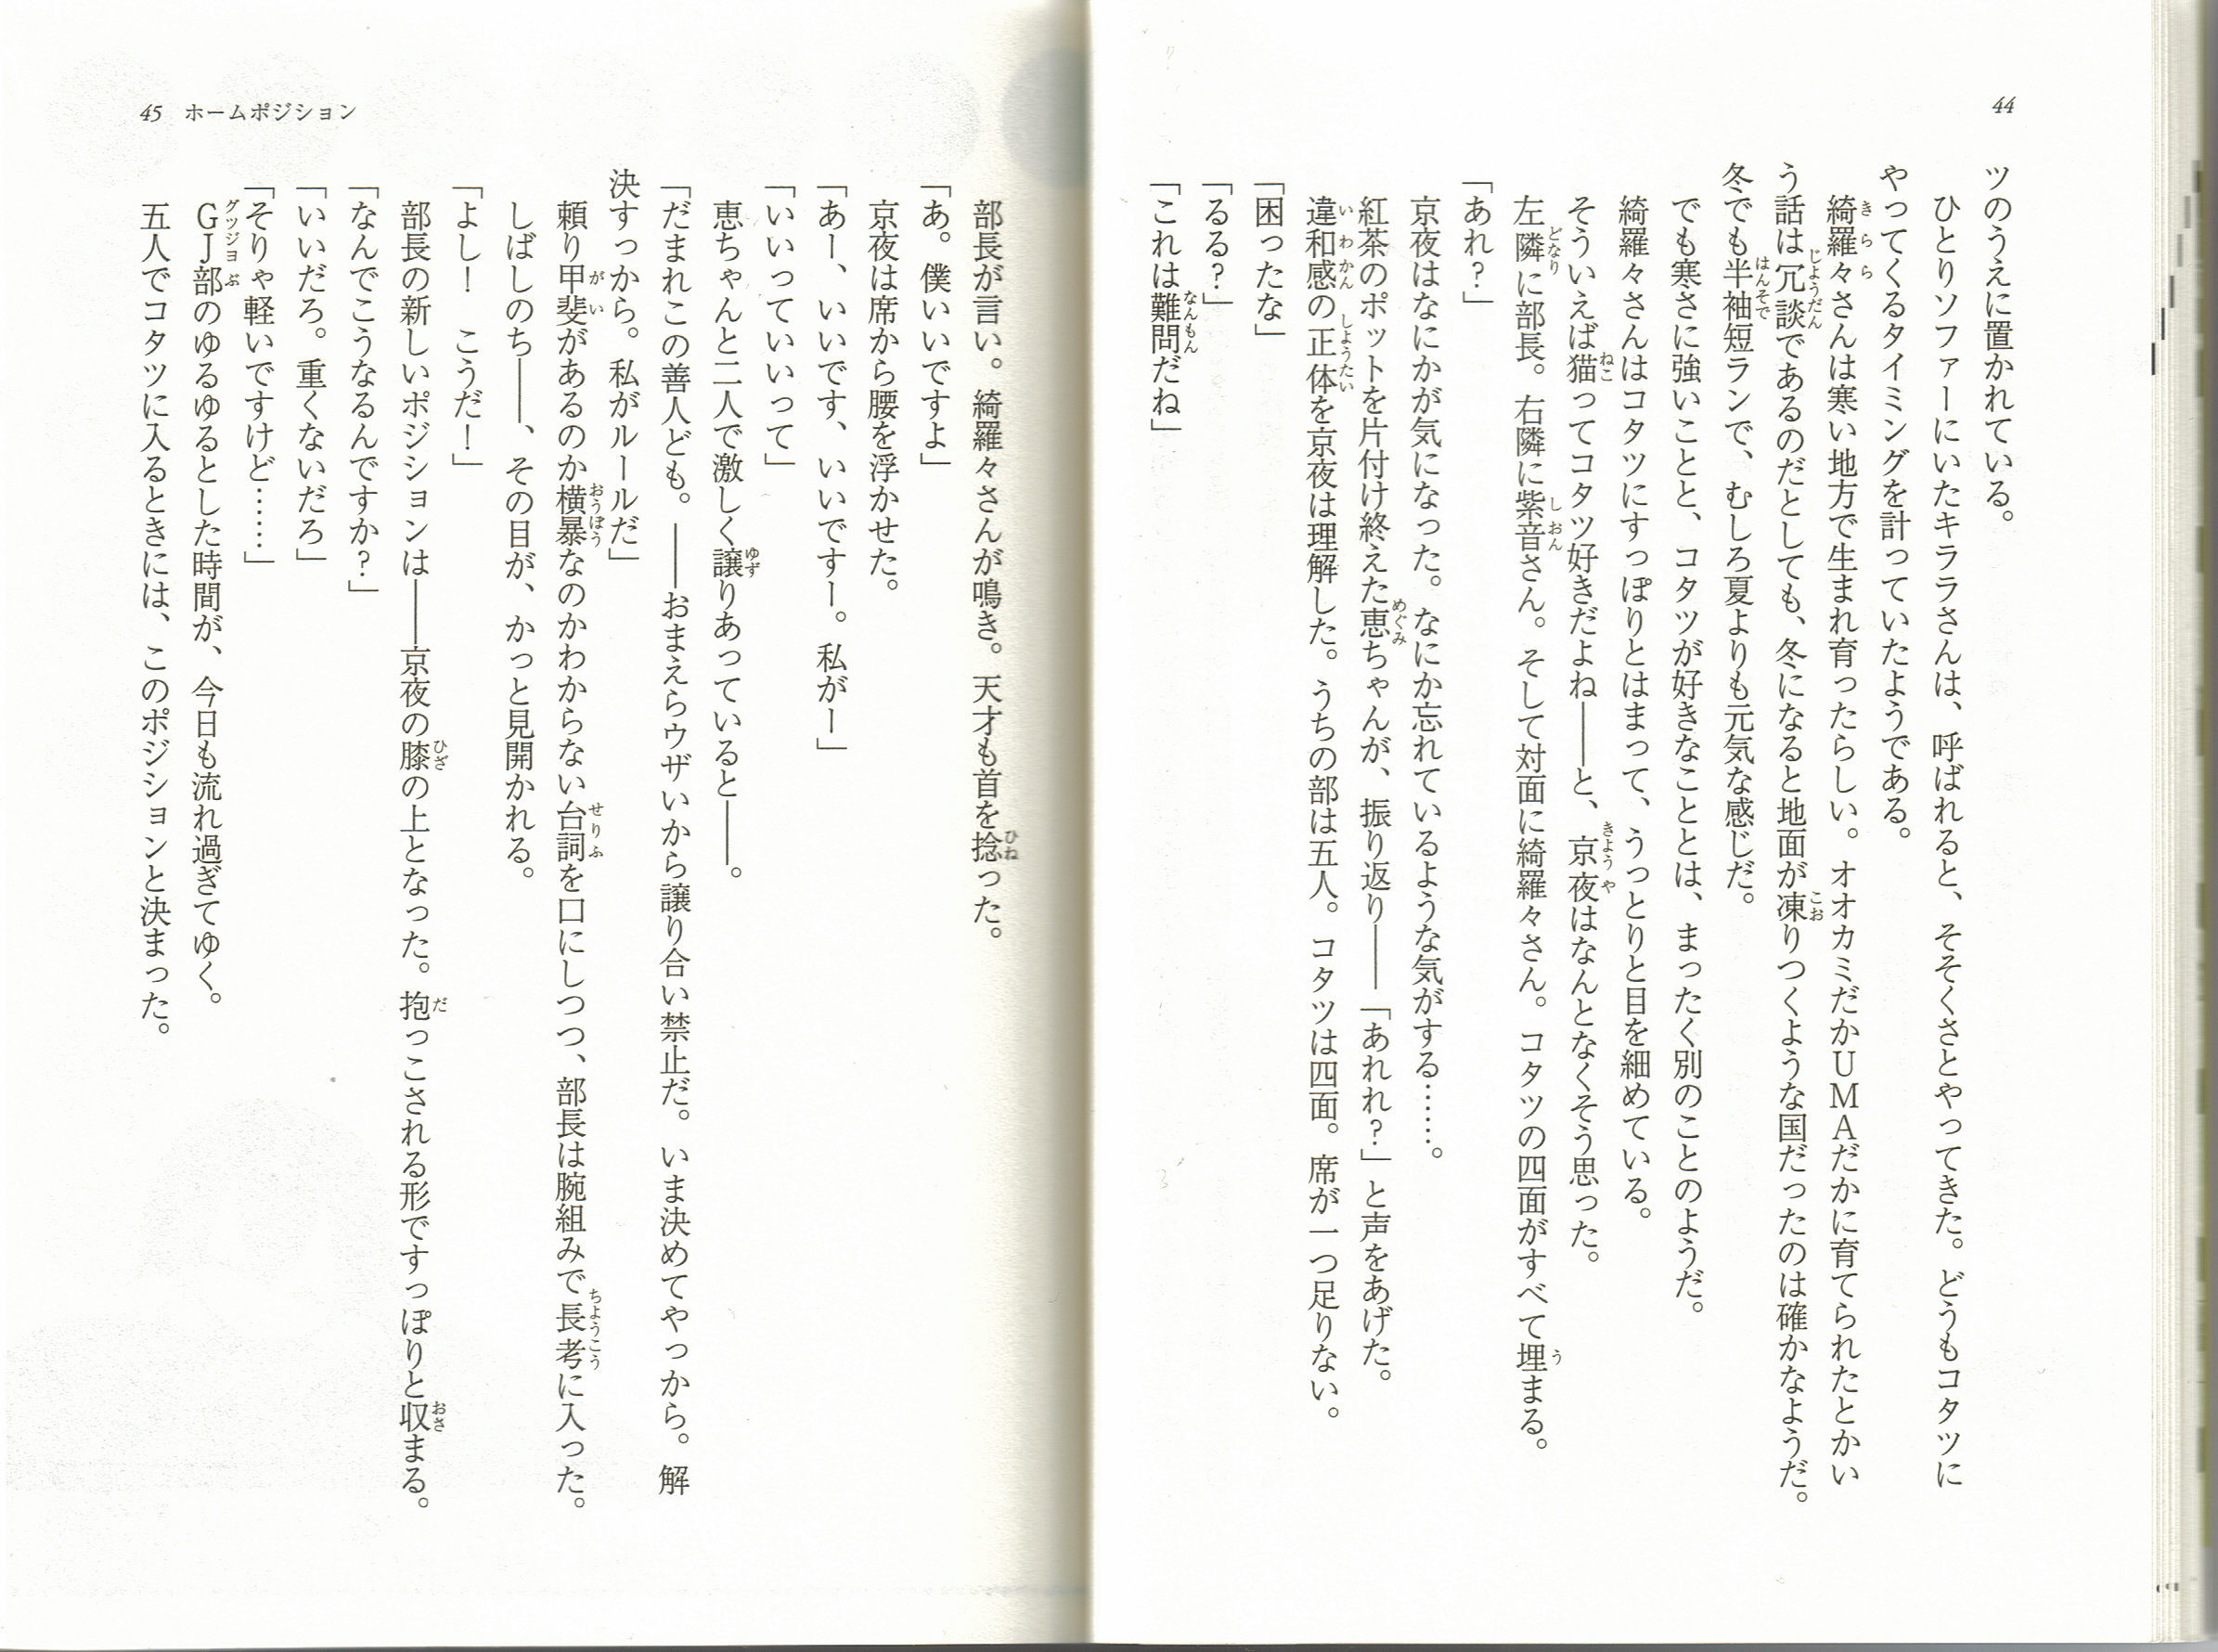 44
ツのうえに置かれている。
ひとりソファーにいたキララさんは、呼ばれると、そそくさとやってきた。どうもコタツに
やってくるタイミングを計っていたようである。
綺羅々さんは寒い地方で生まれ育ったらしい。オオカミだかＵＭＡだかに育てられたとかい
う話は冗談であるのだとしても、冬になると地面が凍りつくような国だったのは確かなようだ。
冬でも半袖短ランで、むしろ夏よりも元気な感じだ。
でも寒さに強いことと、コタツが好きなこととは、まったく別のことのようだ。
綺羅々さんはコタツにすっぽりとはまって、うっとりと目を細めている。
そういえば猫ってコタツ好きだよね――と、京夜はなんとなくそう思った。
左隣に部長。右隣に紫音さん。そして対面に綺羅々さん。コタツの四面がすべて埋まる。
「あれ？」
京夜はなにかが気になった。なにか忘れているような気がする……。
紅茶のポットを片付け終えた恵ちゃんが、振り返り――「あれれ？」と声をあげた。
違和感の正体を京夜は理解した。うちの部は五人。コタツは四面。席が一つ足りない。
「困ったな」
「るる？」
「これは難問だね」
45 ホームポジション
部長が言い。綺羅々さんが鳴き。天才も首を捻った。
「あ。僕いいですよ」
京夜は席から腰を浮かせた。
「あー、いいです、いいですー。私がー」
「いいっていいって」
恵ちゃんと二人で激しく譲りあっていると――。
「だまれこの善人ども。――おまえらウザいから譲り合い禁止だ。いま決めてやっから。解
決すっから。私がルールだ」
頼り甲斐があるのか横暴なのかわからない台詞を口にしつつ、部長は腕組みで長考に入った。
しばしのち――、その目が、かっと見開かれる。
「よし！　こうだ！」
部長の新しいポジションは――京夜の膝の上となった。抱っこされる形ですっぽりと収まる。
「なんでこうなるんですか？」
「いいだろ。重くないだろ」
「そりゃ軽いですけど……」
ＧＪ部のゆるゆるとした時間が、今日も流れ過ぎてゆく。
五人でコタツに入るときには、このポジションと決まった。